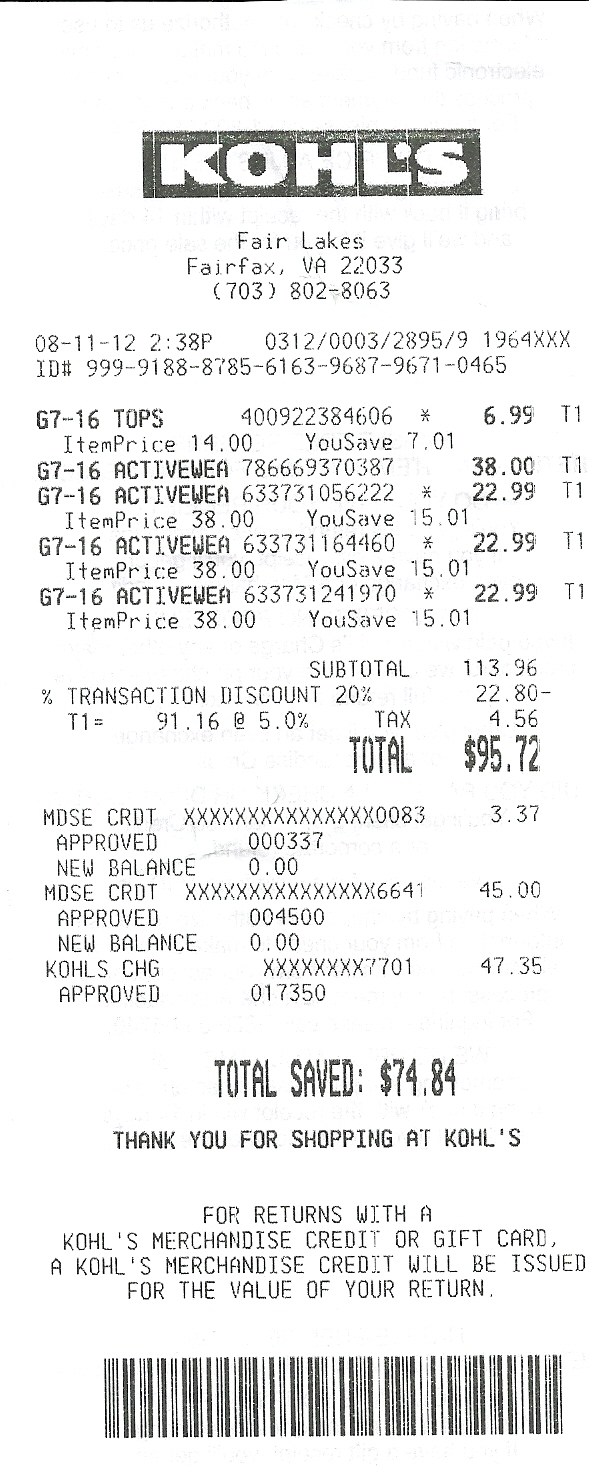 KOHL'S
Fair Lakes
Fairfax, VA 22033
(703) 802-8063
08-11-12 2:38P 0312/0003/2895/9 1964XXX
ID# 999-9188-8785-6163-9687-9671-0465
G7-16 TOPS 400922384606 * 6.99 T1
ItemPrice 14.00 YouSave 7.01
G7-16 ACTIVEWEA 786669370387 38.00 T1
G7-16 ACTIVEWEA 633731056222 * 22.99 T1
ItemPrice 38.00 YouSave 15.01
G7-16 ACTIVEWEA 633731164460 * 22.99 T1
ItemPrice 38.00 YouSave 15.01
G7-16 ACTIVEWEA 633731241970 * 22.99 T1
ItemPrice 38.00 YouSave 15.01
SUBTOTAL 113.96
% TRANSACTION DISCOUNT 20% 22.80-
T1= 91.16 @ 5.0% TAX 4.56
TOTAL $95.72
MDSE CRDT XXXXXXXXXXXXXXX0083 3.37
APPROVED 000337
NEW BALANCE 0.00
MDSE CRDT XXXXXXXXXXXXXXX6641 45.00
APPROVED 004500
NEW BALANCE 0.00
KOHLS CHG XXXXXXXX7701 47.35
APPROVED 017350
TOTAL SAVED: $74.84
THANK YOU FOR SHOPPING AT KOHL'S
FOR RETURNS WITH A
KOHL'S MERCHANDISE CREDIT OR GIFT CARD,
A KOHL'S MERCHANDISE CREDIT WILL BE ISSUED
FOR THE VALUE OF YOUR RETURN.